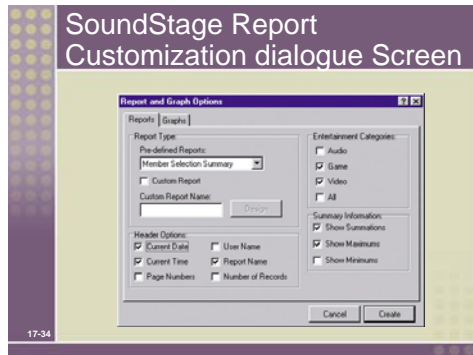 SoundStage Report
Customization dialogue Screen
Report and Graph Options
Reports Graphs
Report Type:
Pre-defined Reports:
Member Selection Summary
Custom Report
Custom Report Name:
Design
Header Options:
Current Date
User Name
Current Time
Report Name
Page Numbers
Number of Records
Entertainment Categories:
Audio
Game
Video
All
Summary Information:
Show Summations
Show Maximums
Show Minimums
Cancel Create
17-34